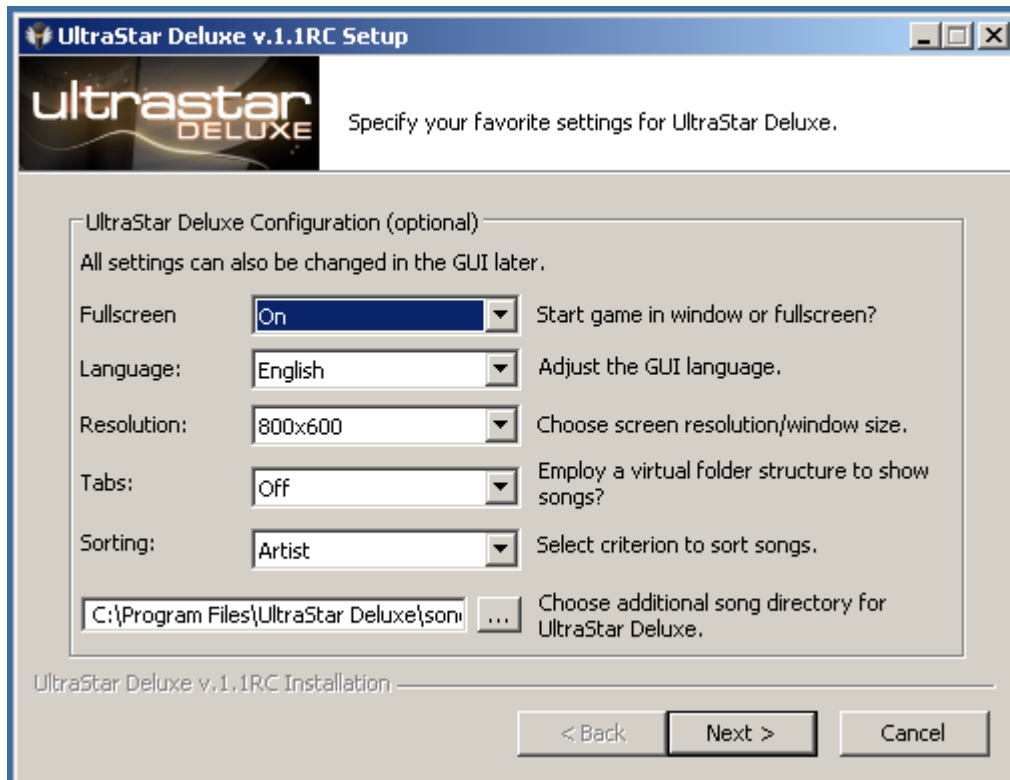 UltraStar Deluxe v.1.1RC Setup
ultrastar
DELUXE
Specify your favorite settings for UltraStar Deluxe.
UltraStar Deluxe Configuration (optional)
All settings can also be changed in the GUI later.
Fullscreen On Start game in window or fullscreen?
Language: English Adjust the GUI language.
Resolution: 800x600 Choose screen resolution/window size.
Tabs: Off Employ a virtual folder structure to show
songs?
Sorting: Artist Select criterion to sort songs.
C:\Program Files\UltraStar Deluxe\son ... Choose additional song directory for
UltraStar Deluxe.
UltraStar Deluxe v.1.1RC Installation
< Back Next > Cancel